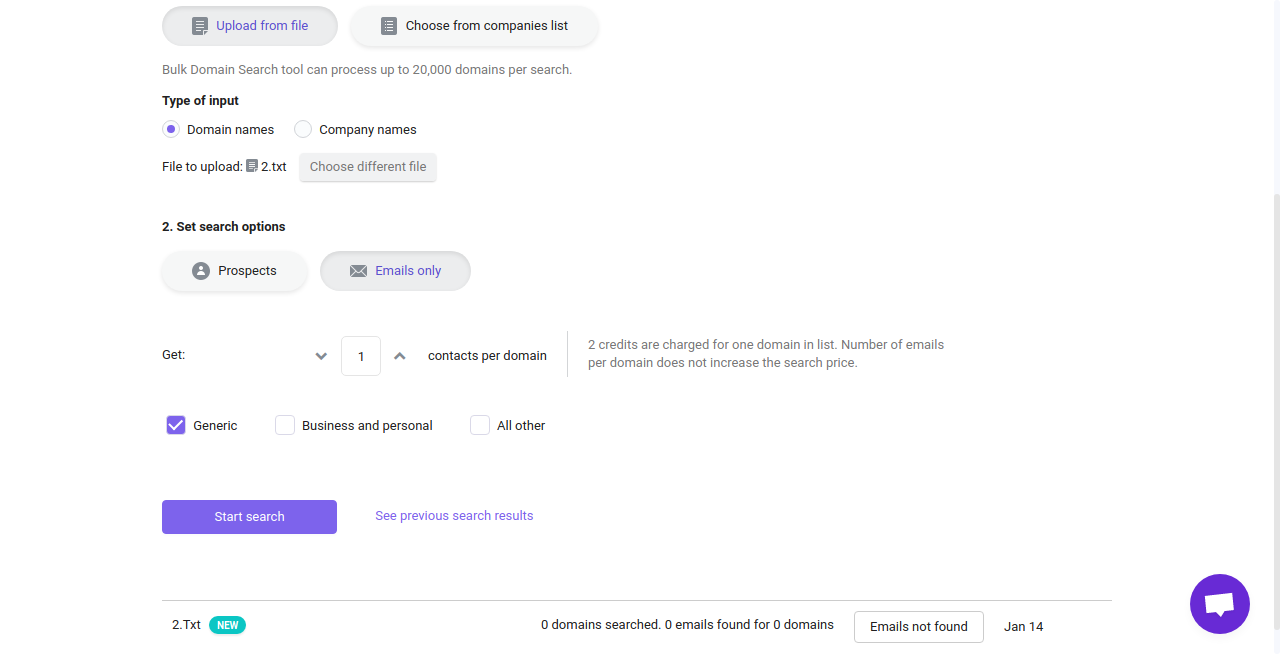 Upload from file
Choose from companies list
Bulk Domain Search tool can process up to 20,000 domains per search.
Type of input
Domain names
Company names
File to upload: 2.txt
Choose different file
2. Set search options
Prospects
Emails only
Get:
1
contacts per domain
2 credits are charged for one domain in list. Number of emails
per domain does not increase the search price.
Generic
Business and personal
All other
Start search
See previous search results
2.Txt
NEW
0 domains searched. 0 emails found for 0 domains
Emails not found
Jan 14